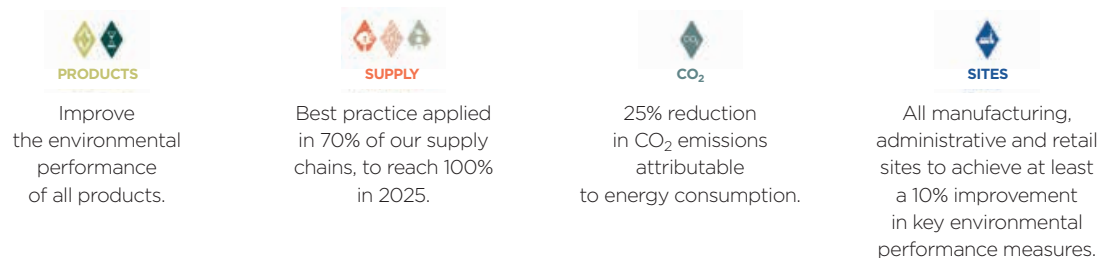 PRODUCTS
Improve
the environmental
performance
of all products.
SUPPLY
Best practice applied
in 70% of our supply
chains, to reach 100%
in 2025.
CO₂
CO₂
25% reduction
in CO₂ emissions
attributable
to energy consumption.
SITES
All manufacturing,
administrative and retail
sites to achieve at least
a 10% improvement
in key environmental
performance measures.